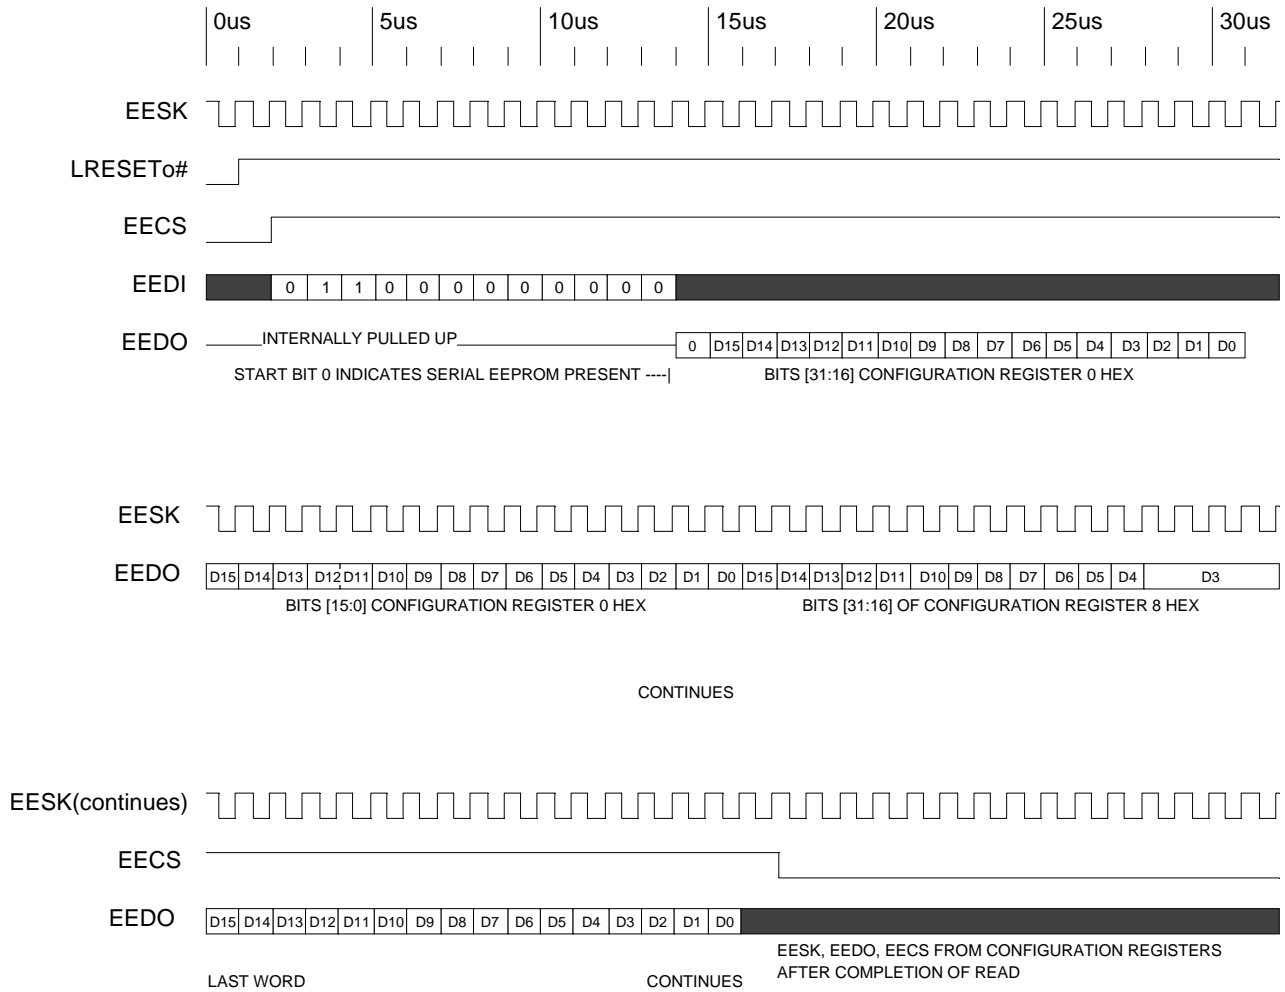 0us 5us 10us 15us 20us 25us 30us
EESK
LRESETo#
EECS
EEDI 0 1 1 0 0 0 0 0 0 0 0 0
EEDO INTERNALLY PULLED UP 0 D15 D14 D13 D12 D11 D10 D9 D8 D7 D6 D5 D4 D3 D2 D1 D0
START BIT 0 INDICATES SERIAL EEPROM PRESENT ----| BITS [31:16] CONFIGURATION REGISTER 0 HEX
EESK
EEDO D15 D14 D13 D12 D11 D10 D9 D8 D7 D6 D5 D4 D3 D2 D1 D0 D15 D14 D13 D12 D11 D10 D9 D8 D7 D6 D5 D4 D3
BITS [15:0] CONFIGURATION REGISTER 0 HEX BITS [31:16] OF CONFIGURATION REGISTER 8 HEX
CONTINUES
EESK(continues)
EECS
EEDO D15 D14 D13 D12 D11 D10 D9 D8 D7 D6 D5 D4 D3 D2 D1 D0
EESK, EEDO, EECS FROM CONFIGURATION REGISTERS
AFTER COMPLETION OF READ
LAST WORD CONTINUES